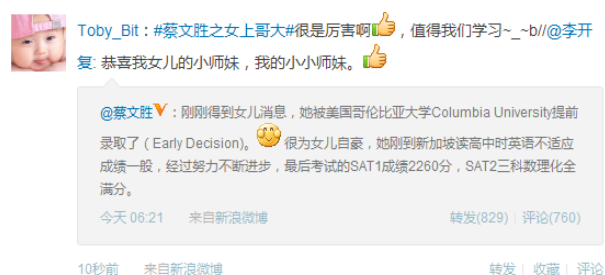 Toby_Bit：#蔡文胜之女上哥大#很是厉害啊，值得我们学习~_~b//@李开
复: 恭喜我女儿的小师妹，我的小小师妹。
@蔡文胜：刚刚得到女儿消息，她被美国哥伦比亚大学Columbia University提前
录取了（Early Decision)。很为女儿自豪，她刚到新加坡读高中时英语不适应
成绩一般，经过努力不断进步，最后考试的SAT1成绩2260分，SAT2三科数理化全
满分。
今天 06:21 来自新浪微博 转发(829) | 评论(760)
10秒前 来自新浪微博 转发 | 收藏 | 评论